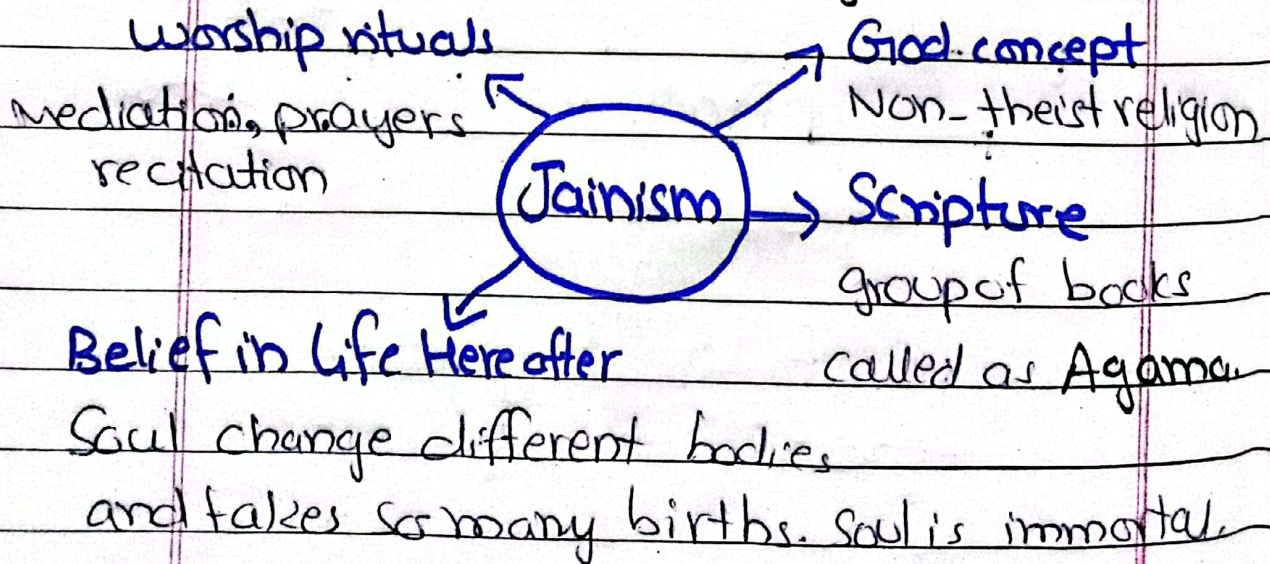 Worship rituals
mediation, prayers
recitation
God concept
Non-theist religion
Jainism
Scripture
group of books
called as Agama.
Belief in Life Hereafter
Soul change different bodies
and takes so many births. Soul is immortal.